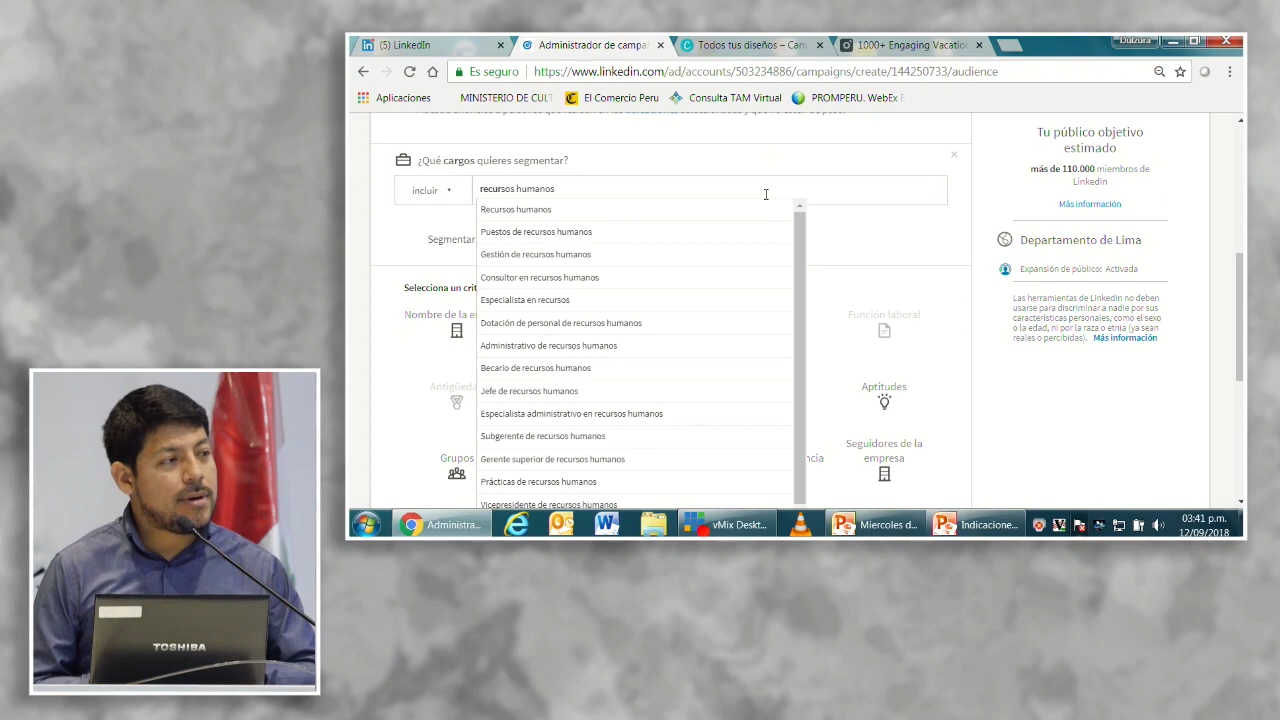 (5) LinkedIn
Administrador de campa
Todos tus diseños – Can
1000+ Engaging Vacation
Dulzura
Es seguro
https://www.linkedin.com/ad/accounts/503234886/campaigns/create/144250733/audience
Aplicaciones
MINISTERIO DE CULT
El Comercio Peru
Consulta TAM Virtual
PROMPERU. WebEx E
¿Qué cargos quieres segmentar?
incluir
recursos humanos
Recursos humanos
Puestos de recursos humanos
Gestión de recursos humanos
Consultor en recursos humanos
Especialista en recursos
Dotación de personal de recursos humanos
Administrativo de recursos humanos
Becario de recursos humanos
Jefe de recursos humanos
Especialista administrativo en recursos humanos
Subgerente de recursos humanos
Gerente superior de recursos humanos
Prácticas de recursos humanos
Vicepresidente de recursos humanos
Segmentar
Selecciona un crit
Nombre de la e
Antigüeda
Grupos
Función laboral
Aptitudes
Seguidores de la
empresa
ncia
Tu público objetivo
estimado
más de 110.000 miembros de
LinkedIn
Más información
Departamento de Lima
Expansión de público: Activada
Las herramientas de LinkedIn no deben
usarse para discriminar a nadie por sus
características personales, como el sexo
o la edad, ni por la raza o etnia (ya sean
reales o percibidas). Más información
Administra...
vMix Deskt...
Miercoles d...
Indicacione...
03:41 p.m.
12/09/2018
TOSHIBA